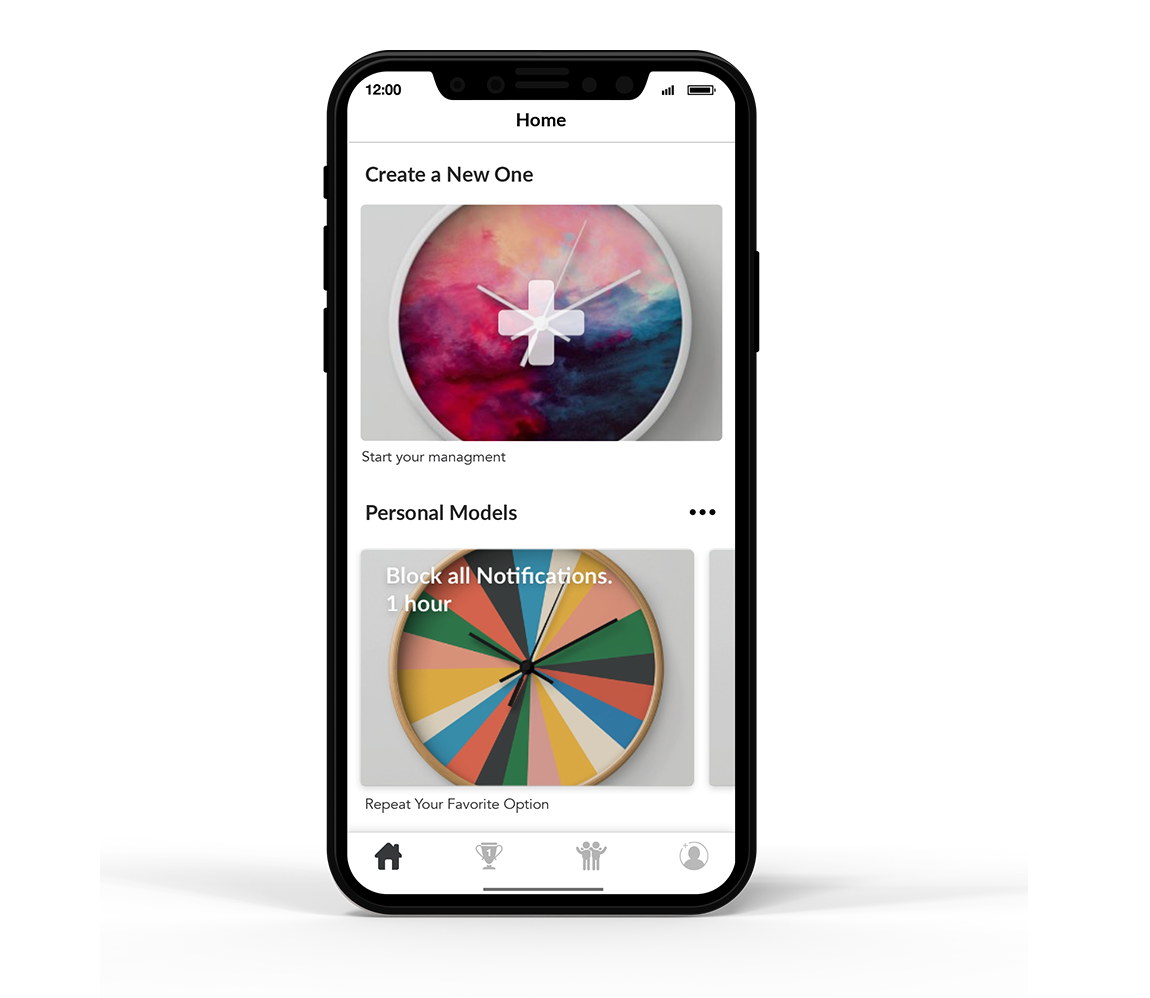 12:00
Home
Create a New One
Start your managment
Personal Models
Block all Notifications.
1 hour
Repeat Your Favorite Option
1